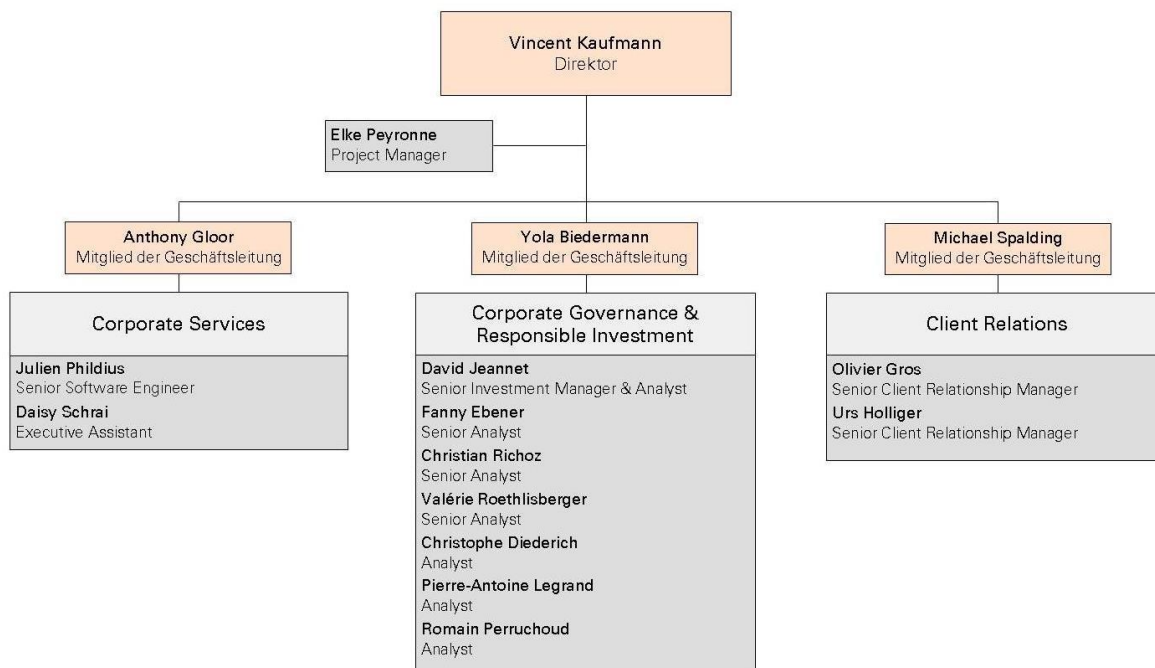 Vincent Kaufmann
Direktor
Elke Peyronne
Project Manager
Anthony Gloor
Mitglied der Geschäftsleitung
Corporate Services
Julien Phildius
Senior Software Engineer
Daisy Schrai
Executive Assistant
Yola Biedermann
Mitglied der Geschäftsleitung
Corporate Governance &
Responsible Investment
David Jeannet
Senior Investment Manager & Analyst
Fanny Ebener
Senior Analyst
Christian Richoz
Senior Analyst
Valérie Roethlisberger
Senior Analyst
Christophe Diederich
Analyst
Pierre-Antoine Legrand
Analyst
Romain Perruchoud
Analyst
Michael Spalding
Mitglied der Geschäftsleitung
Client Relations
Olivier Gros
Senior Client Relationship Manager
Urs Holliger
Senior Client Relationship Manager